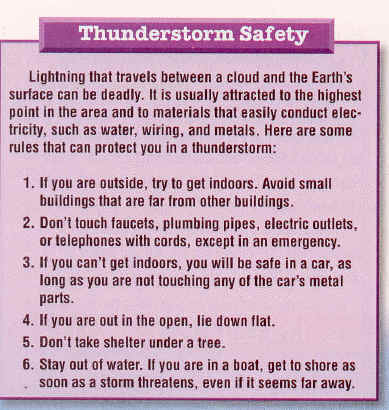 Thunderstorm Safety
Lightning that travels between a cloud and the Earth's
surface can be deadly. It is usually attracted to the highest
point in the area and to materials that easily conduct elec-
tricity, such as water, wiring, and metals. Here are some
rules that can protect you in a thunderstorm:
1. If you are outside, try to get indoors. Avoid small
buildings that are far from other buildings.
2. Don't touch faucets, plumbing pipes, electric outlets,
or telephones with cords, except in an emergency.
3. If you can't get indoors, you will be safe in a car, as
long as you are not touching any of the car's metal
parts.
4. If you are out in the open, lie down flat.
5. Don't take shelter under a tree.
6. Stay out of water. If you are in a boat, get to shore as
soon as a storm threatens, even if it seems far away.